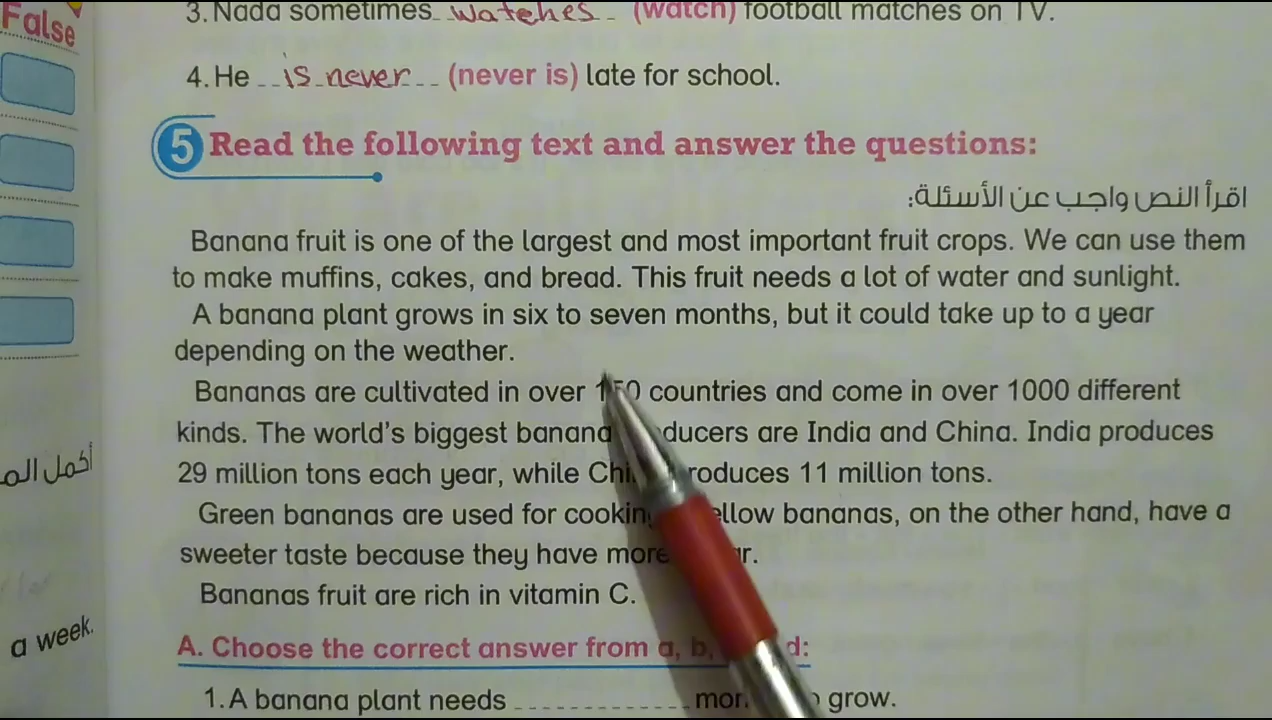 False
3. Nada sometimes watches (watch) football matches on TV.
4. He is never (never is) late for school.
5 Read the following text and answer the questions:
اقرأ النص واجب عن الأسئلة:
Banana fruit is one of the largest and most important fruit crops. We can use them
to make muffins, cakes, and bread. This fruit needs a lot of water and sunlight.
A banana plant grows in six to seven months, but it could take up to a year
depending on the weather.
Bananas are cultivated in over 150 countries and come in over 1000 different
kinds. The world's biggest banana are India and China. India produces
29 million tons each year, while 11 million tons.
Green bananas are used for bananas, on the other hand, have a
sweeter taste because they have more
Bananas fruit are rich in vitamin C.
أكمل
A. Choose the correct answer from a, b, d:
a week.
1. A banana plant needs ............ grow.